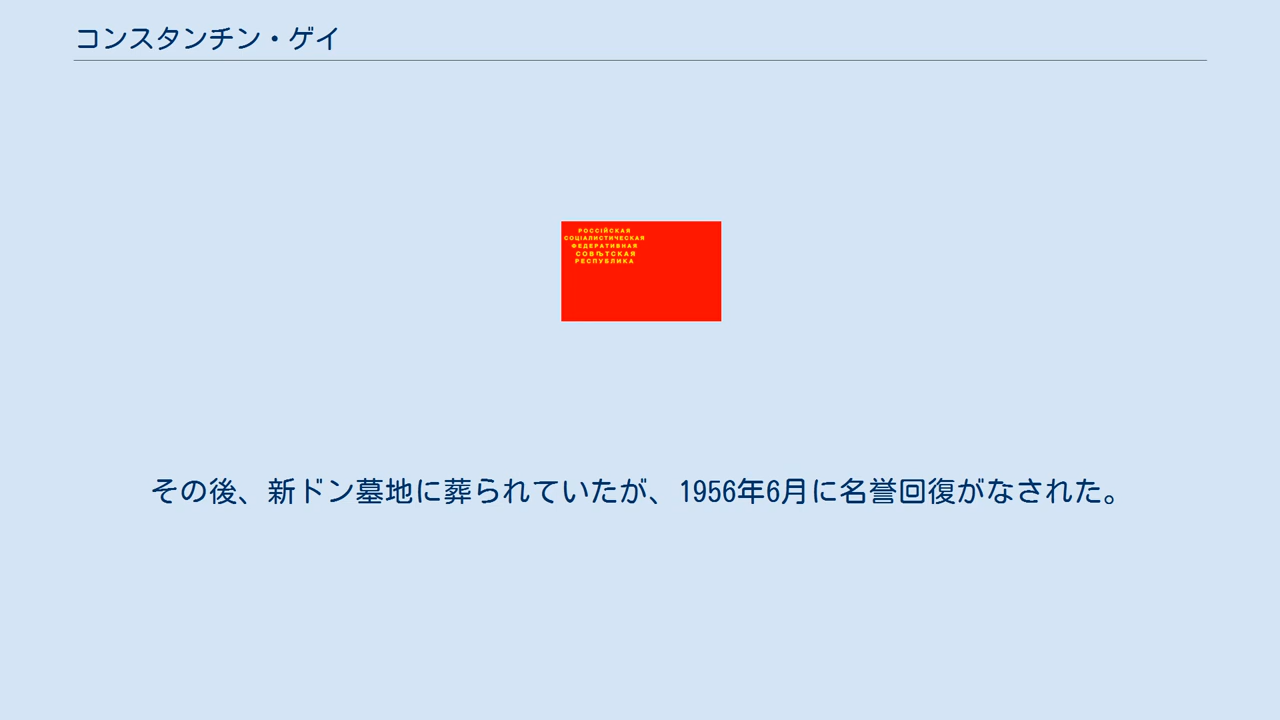 コンスタンチン・ゲイ
РОССІЙСКАЯ
СОЦІАЛИСТИЧЕСКАЯ
ФЕДЕРАТИВНАЯ
СОВѢТСКАЯ
РЕСПУБЛИКА
その後、新ドン墓地に葬られていたが、1956年6月に名誉回復がなされた。